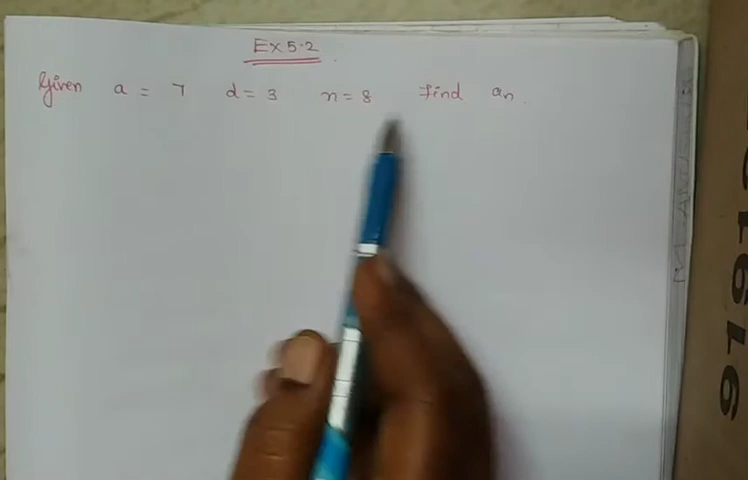 Ex 5.2
Given a = 7 d = 3 n = 8 Find an